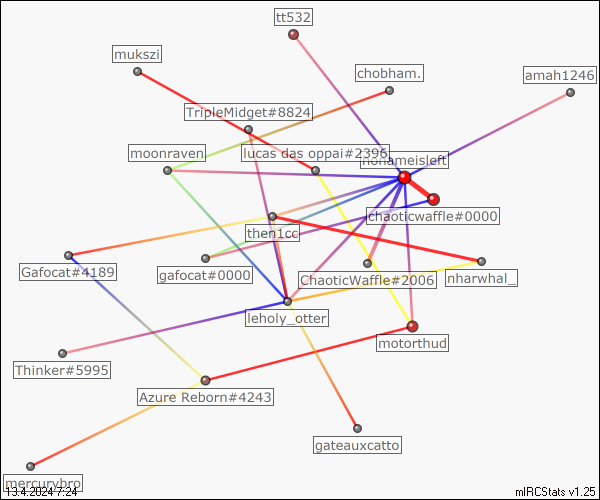 tt532
mukszi
chobham.
amah1246
TripleMidget#8824
moonraven
lucas das oppai#2396
nonameisleft
chaoticwaffle#0000
then1cc
Gafocat#4189
gafocat#0000
ChaoticWaffle#2006
nharwhal_
leholy_otter
motorthud
Thinker#5995
Azure Reborn#4243
gateauxcatto
mercurybro
13.4.2024 7:24
mIRCStats v1.25